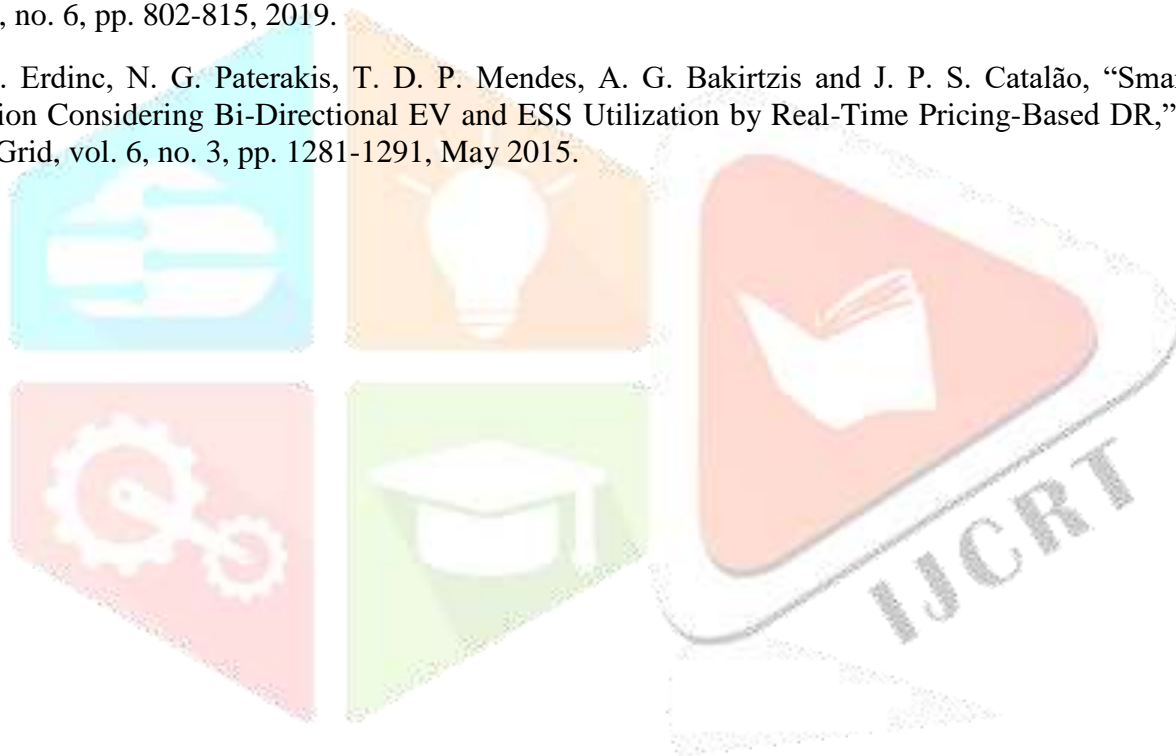 , no. 6, pp. 802-815, 2019.
. Erdinc, N. G. Paterakis, T. D. P. Mendes, A. G. Bakirtzis and J. P. S. Catalão, “Smar
ion Considering Bi-Directional EV and ESS Utilization by Real-Time Pricing-Based DR,”
Grid, vol. 6, no. 3, pp. 1281-1291, May 2015.
IJCRT